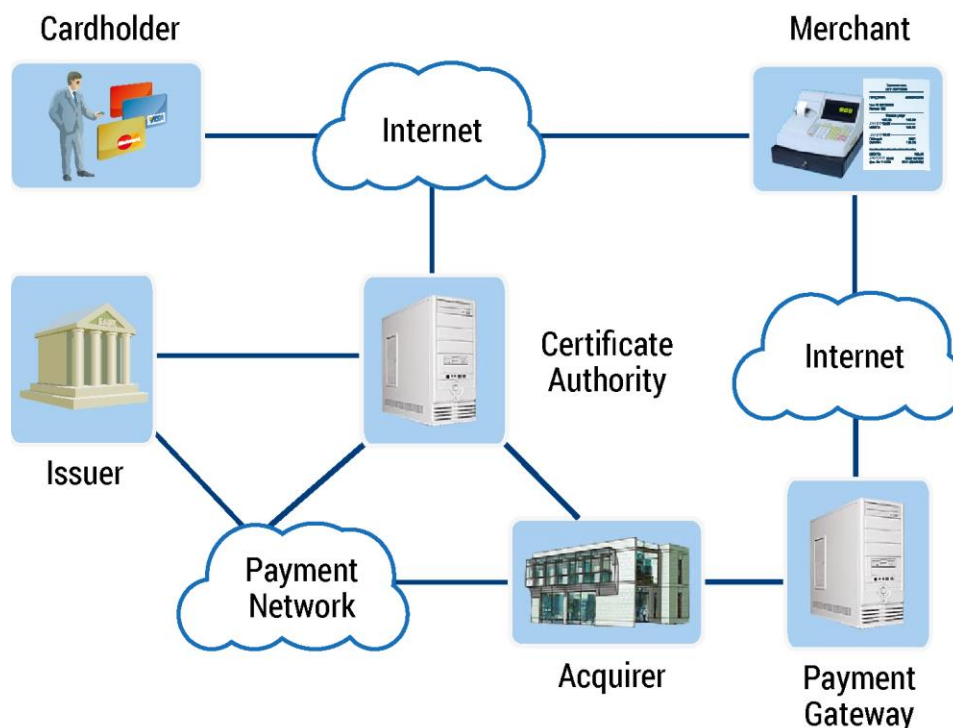 Cardholder
Merchant
Internet
Certificate
Authority
Internet
Issuer
Payment
Network
Acquirer
Payment
Gateway